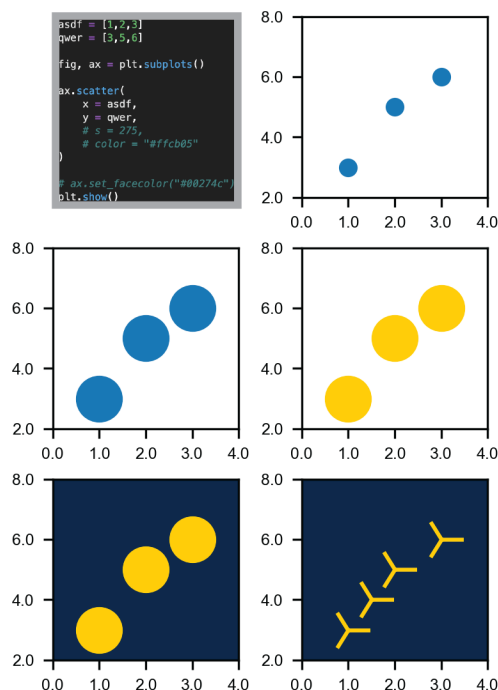 asdf = [1,2,3]
qwer = [3,5,6]
fig, ax = plt.subplots()
ax.scatter(
x = asdf,
y = qwer,
# s = 275,
# color = "#ffcb05"
)
# ax.set_facecolor("#00274c")
plt.show()
8.0
6.0
4.0
2.0
0.0 1.0 2.0 3.0 4.0
8.0
6.0
4.0
2.0
0.0 1.0 2.0 3.0 4.0
8.0
6.0
4.0
2.0
0.0 1.0 2.0 3.0 4.0
8.0
6.0
4.0
2.0
0.0 1.0 2.0 3.0 4.0
8.0
6.0
4.0
2.0
0.0 1.0 2.0 3.0 4.0